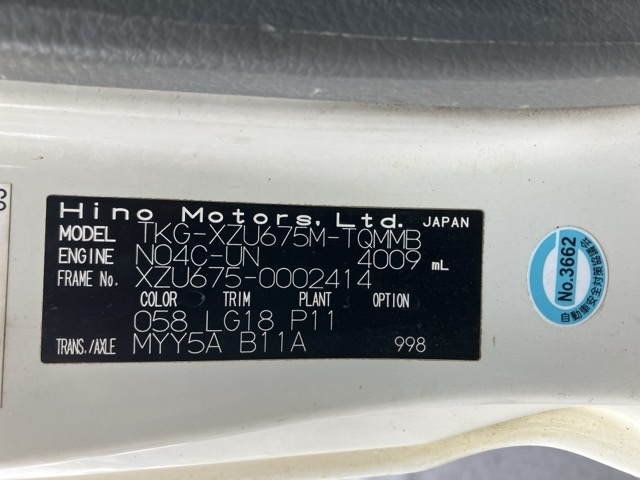 Hino Motors, Ltd. JAPAN
MODEL TKG-XZU675M-TQMMB
ENGINE N04C-UN 4009 mL
FRAME No. XZU675-0002414
COLOR TRIM PLANT OPTION
058 LG18 P11
TRANS./AXLE MYY5A B11A 998
No.3662